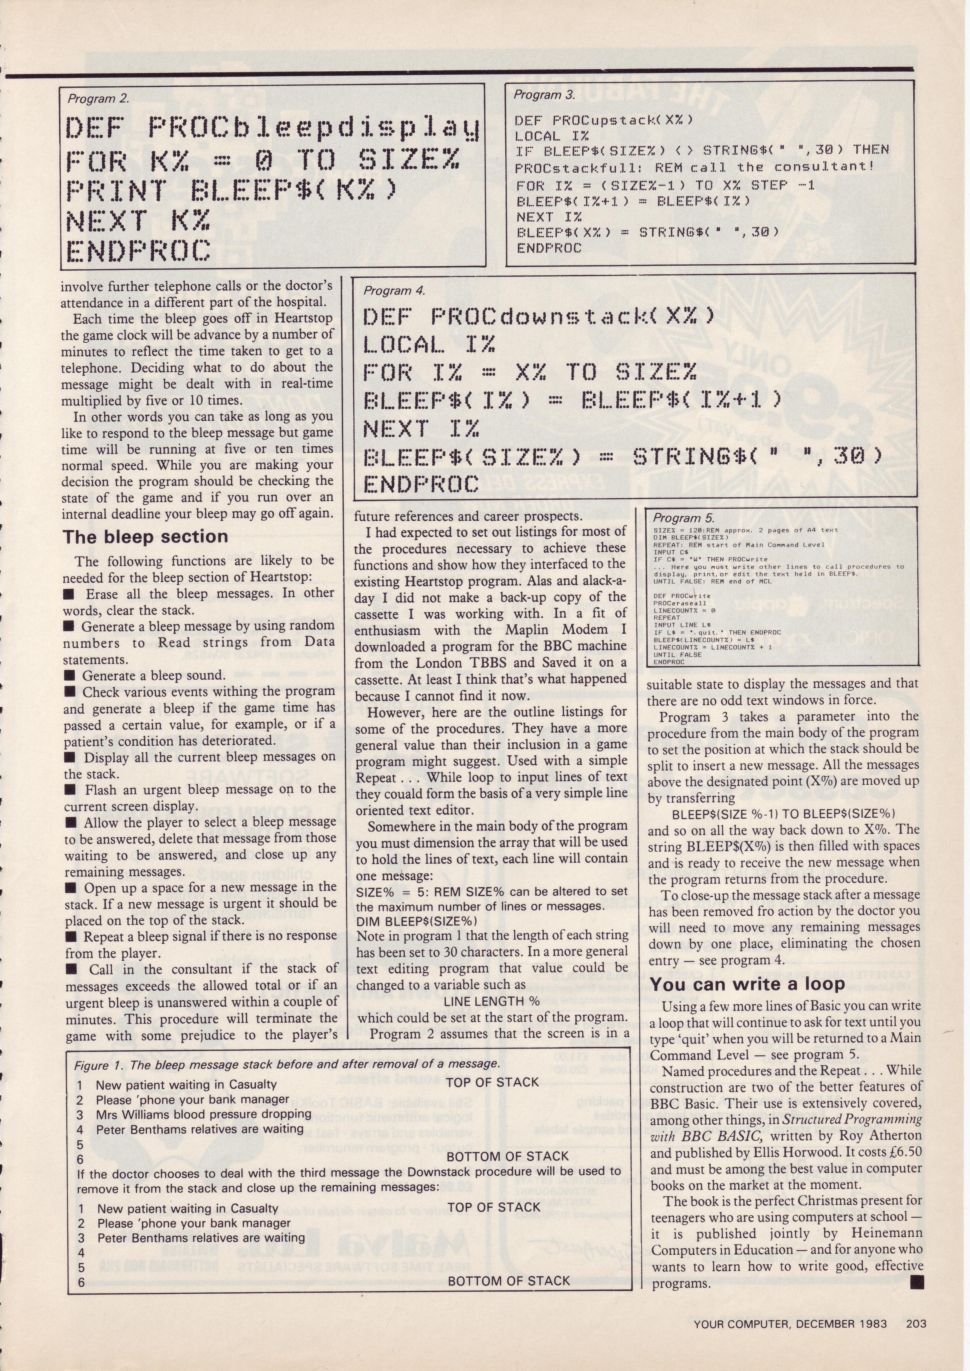 Program 2.
DEF PROCbleepdisplay
FOR K% = 0 TO SIZE%
PRINT BLEEP$(K%)
NEXT K%
ENDPROC
Program 3.
DEF PROCupstack(X%)
LOCAL I%
IF BLEEP$(SIZE%) <> STRING$(" ",30) THEN
PROCstackfull: REM call the consultant!
FOR I% = (SIZE%-1) TO X% STEP -1
BLEEP$(I%+1) = BLEEP$(I%)
NEXT I%
BLEEP$(X%) = STRING$(" ",30)
ENDPROC
involve further telephone calls or the doctor's
attendance in a different part of the hospital.
Each time the bleep goes off in Heartstop
the game clock will be advance by a number of
minutes to reflect the time taken to get to a
telephone. Deciding what to do about the
message might be dealt with in real-time
multiplied by five or 10 times.
In other words you can take as long as you
like to respond to the bleep message but game
time will be running at five or ten times
normal speed. While you are making your
decision the program should be checking the
state of the game and if you run over an
internal deadline your bleep may go off again.
The bleep section
The following functions are likely to be
needed for the bleep section of Heartstop:
■ Erase all the bleep messages. In other
words, clear the stack.
■ Generate a bleep message by using random
numbers to Read strings from Data
statements.
■ Generate a bleep sound.
■ Check various events withing the program
and generate a bleep if the game time has
passed a certain value, for example, or if a
patient's condition has deteriorated.
■ Display all the current bleep messages on
the stack.
■ Flash an urgent bleep message on to the
current screen display.
■ Allow the player to select a bleep message
to be answered, delete that message from those
waiting to be answered, and close up any
remaining messages.
■ Open up a space for a new message in the
stack. If a new message is urgent it should be
placed on the top of the stack.
■ Repeat a bleep signal if there is no response
from the player.
■ Call in the consultant if the stack of
messages exceeds the allowed total or if an
urgent bleep is unanswered within a couple of
minutes. This procedure will terminate the
game with some prejudice to the player's
Program 4.
DEF PROCdownstack(X%)
LOCAL I%
FOR I% = X% TO SIZE%
BLEEP$(I%) = BLEEP$(I%+1)
NEXT I%
BLEEP$(SIZE%) = STRING$(" ",30)
ENDPROC
future references and career prospects.
I had expected to set out listings for most of
the procedures necessary to achieve these
functions and show how they interfaced to the
existing Heartstop program. Alas and alack-a-
day I did not make a back-up copy of the
cassette I was working with. In a fit of
enthusiasm with the Maplin Modem I
downloaded a program for the BBC machine
from the London TBBS and Saved it on a
cassette. At least I think that's what happened
because I cannot find it now.
However, here are the outline listings for
some of the procedures. They have a more
general value than their inclusion in a game
program might suggest. Used with a simple
Repeat . . . While loop to input lines of text
they couald form the basis of a very simple line
oriented text editor.
Somewhere in the main body of the program
you must dimension the array that will be used
to hold the lines of text, each line will contain
one message:
SIZE% = 5: REM SIZE% can be altered to set
the maximum number of lines or messages.
DIM BLEEP$(SIZE%)
Note in program 1 that the length of each string
has been set to 30 characters. In a more general
text editing program that value could be
changed to a variable such as
LINE LENGTH %
which could be set at the start of the program.
Program 2 assumes that the screen is in a
Program 5.
SIZE% = 120:REM approx. 2 pages of A4 text
DIM BLEEP$(SIZE%)
REPEAT: REM start of Main Command Level
INPUT C$
IF C$ = "W" THEN PROCwrite
... Here you must write other lines to call procedures to
display, print,or edit the text held in BLEEP$.
UNTIL FALSE: REM end of MCL
DEF PROCwrite
PROCeraseall
LINECOUNT% = 0
REPEAT
INPUT LINE L$
IF L$ = ".quit." THEN ENDPROC
BLEEP$(LINECOUNT%) = L$
LINECOUNT% = LINECOUNT% + 1
UNTIL FALSE
ENDPROC
suitable state to display the messages and that
there are no odd text windows in force.
Program 3 takes a parameter into the
procedure from the main body of the program
to set the position at which the stack should be
split to insert a new message. All the messages
above the designated point (X%) are moved up
by transferring
BLEEP$(SIZE %-1) TO BLEEP$(SIZE%)
and so on all the way back down to X%. The
string BLEEP$(X%) is then filled with spaces
and is ready to receive the new message when
the program returns from the procedure.
To close-up the message stack after a message
has been removed fro action by the doctor you
will need to move any remaining messages
down by one place, eliminating the chosen
entry — see program 4.
You can write a loop
Using a few more lines of Basic you can write
a loop that will continue to ask for text until you
type 'quit' when you will be returned to a Main
Command Level — see program 5.
Named procedures and the Repeat . . . While
construction are two of the better features of
BBC Basic. Their use is extensively covered,
among other things, in Structured Programming
with BBC BASIC, written by Roy Atherton
and published by Ellis Horwood. It costs £6.50
and must be among the best value in computer
books on the market at the moment.
The book is the perfect Christmas present for
teenagers who are using computers at school —
it is published jointly by Heinemann
Computers in Education — and for anyone who
wants to learn how to write good, effective
programs. ■
Figure 1. The bleep message stack before and after removal of a message.
1 New patient waiting in Casualty TOP OF STACK
2 Please 'phone your bank manager
3 Mrs Williams blood pressure dropping
4 Peter Benthams relatives are waiting
5
6 BOTTOM OF STACK
If the doctor chooses to deal with the third message the Downstack procedure will be used to
remove it from the stack and close up the remaining messages:
1 New patient waiting in Casualty TOP OF STACK
2 Please 'phone your bank manager
3 Peter Benthams relatives are waiting
4
5
6 BOTTOM OF STACK
YOUR COMPUTER, DECEMBER 1983 203